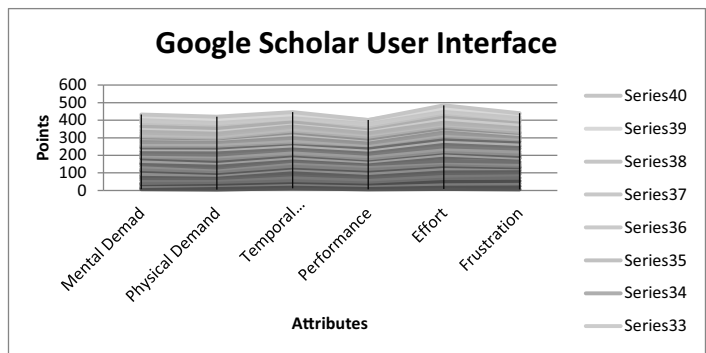 Google Scholar User Interface
600
500
400
300
200
100
0
Points
Mental Demad
Physical Demand
Temporal...
Performance
Effort
Frustration
Attributes
Series40
Series39
Series38
Series37
Series36
Series35
Series34
Series33